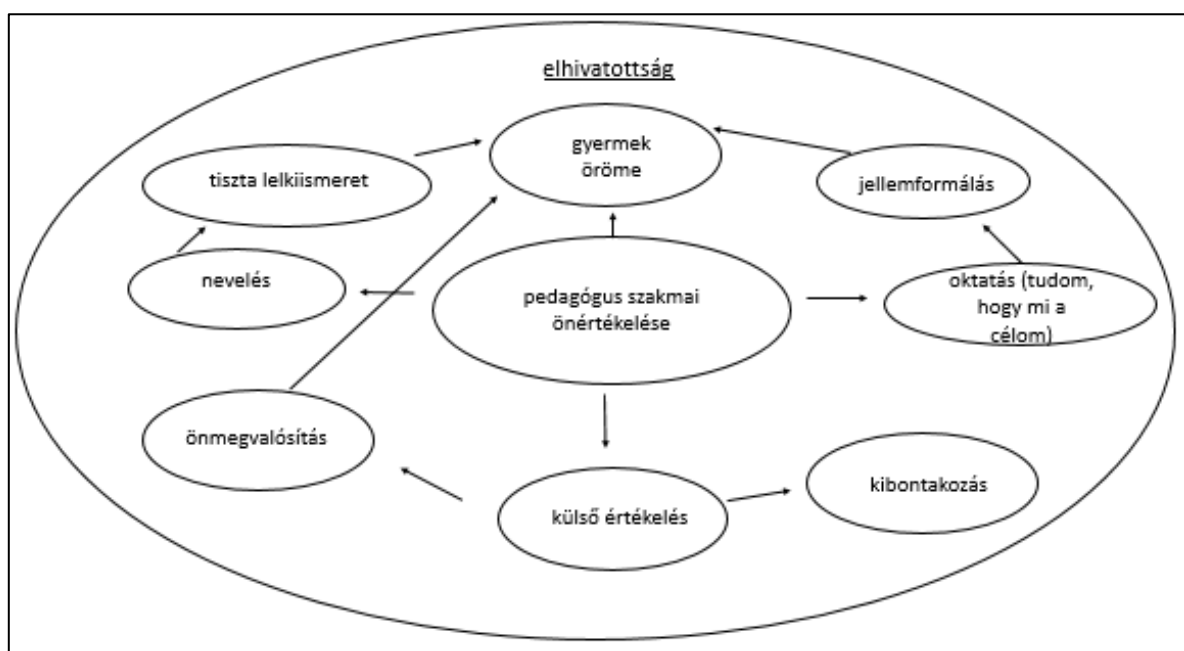 elhivatottság
gyermek
öröme
tiszta lelkiismeret
jellemformálás
nevelés
pedagógus szakmai
önértékelése
oktatás (tudom,
hogy mi a
célom)
önmegvalósítás
külső értékelés
kibontakozás